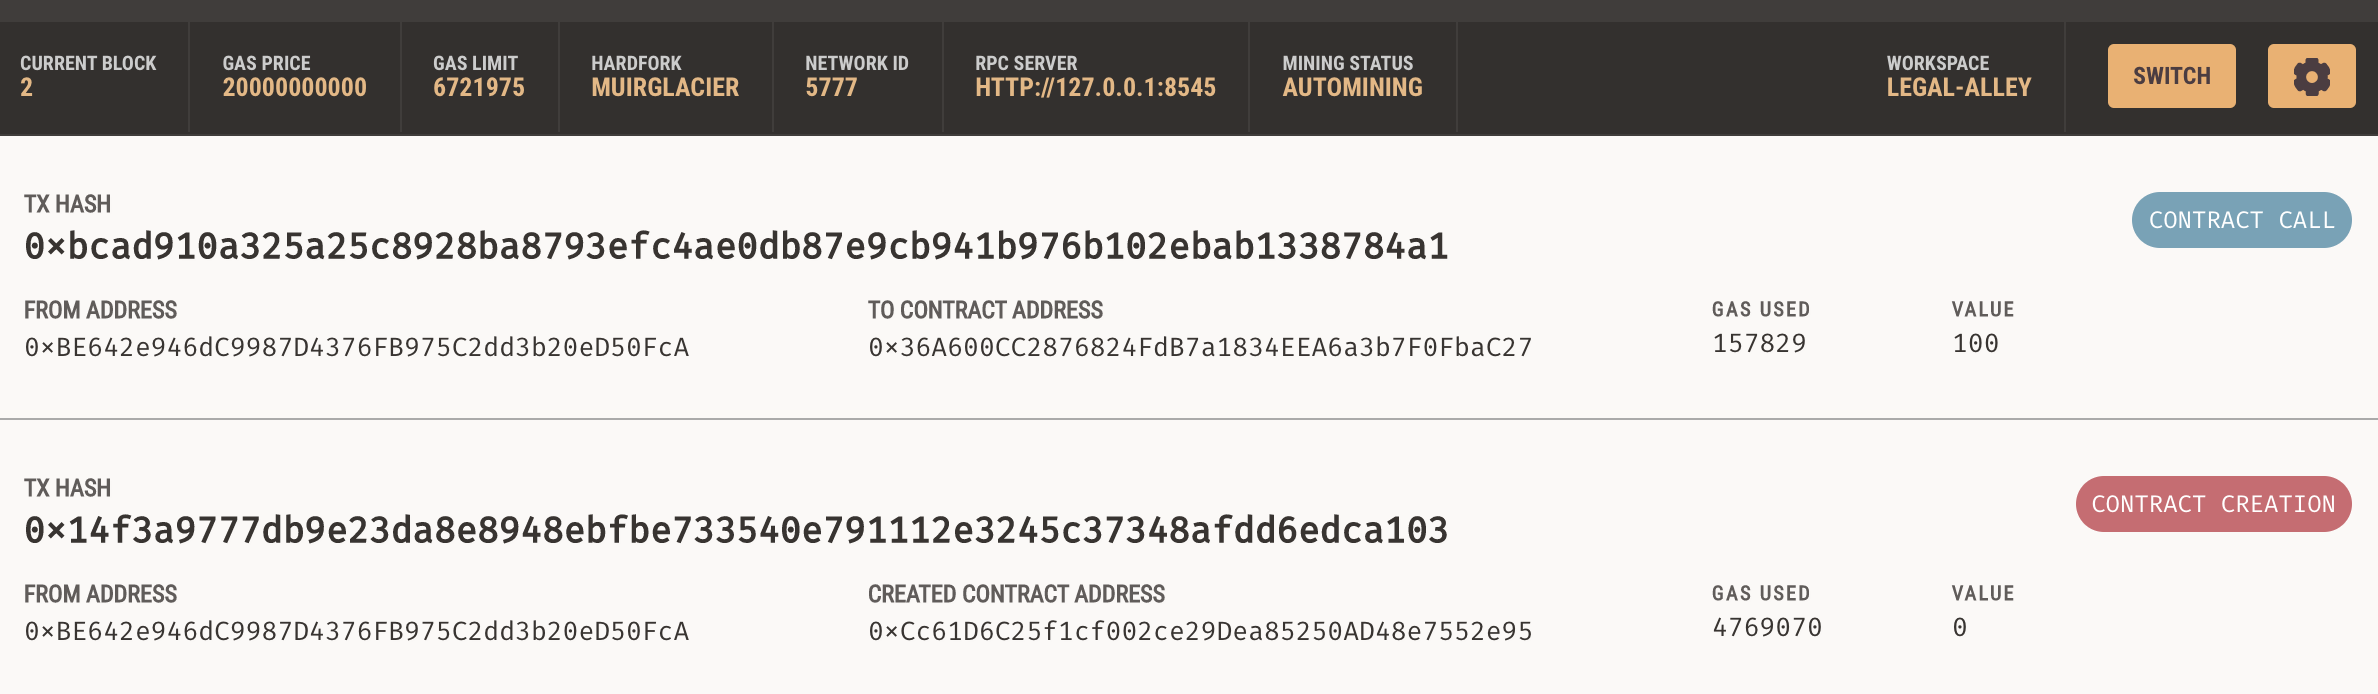 CURRENT BLOCK
2
GAS PRICE
20000000000
GAS LIMIT
6721975
HARDFORK
MUIRGLACIER
NETWORK ID
5777
RPC SERVER
HTTP://127.0.0.1:8545
MINING STATUS
AUTOMINING
WORKSPACE
LEGAL-ALLEY
SWITCH
TX HASH
0×bcad910a325a25c8928ba8793efc4ae0db87e9cb941b976b102ebab1338784a1
CONTRACT CALL
FROM ADDRESS
0×BE642e946dC9987D4376FB975C2dd3b20eD50FcA
TO CONTRACT ADDRESS
0×36A600CC2876824FdB7a1834EEA6a3b7F0FbaC27
GAS USED
157829
VALUE
100
TX HASH
0×14f3a9777db9e23da8e8948ebfbe733540e791112e3245c37348afdd6edca103
CONTRACT CREATION
FROM ADDRESS
0×BE642e946dC9987D4376FB975C2dd3b20eD50FcA
CREATED CONTRACT ADDRESS
0×Cc61D6C25f1cf002ce29Dea85250AD48e7552e95
GAS USED
4769070
VALUE
0